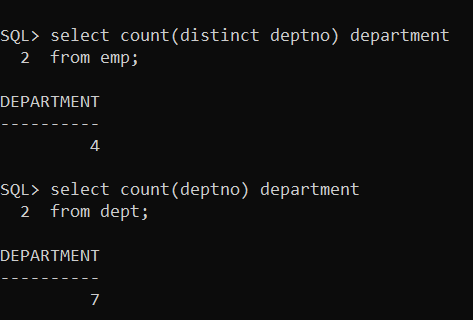 SQL> select count(distinct deptno) department
  2  from emp;
DEPARTMENT
----------
         4
SQL> select count(deptno) department
  2  from dept;
DEPARTMENT
----------
         7